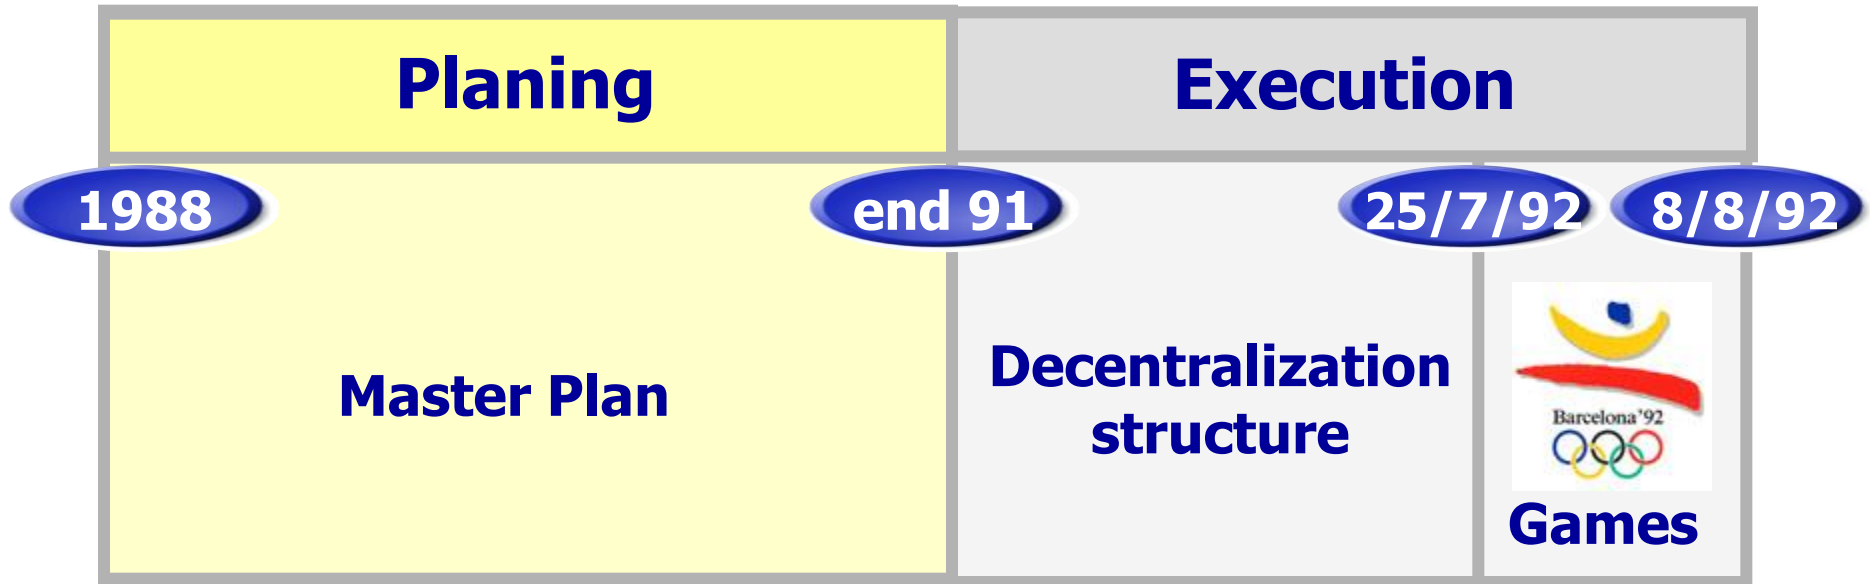 Planing
Execution
1988
end 91
25/7/92
8/8/92
Master Plan
Decentralization
structure
Barcelona'92
Games